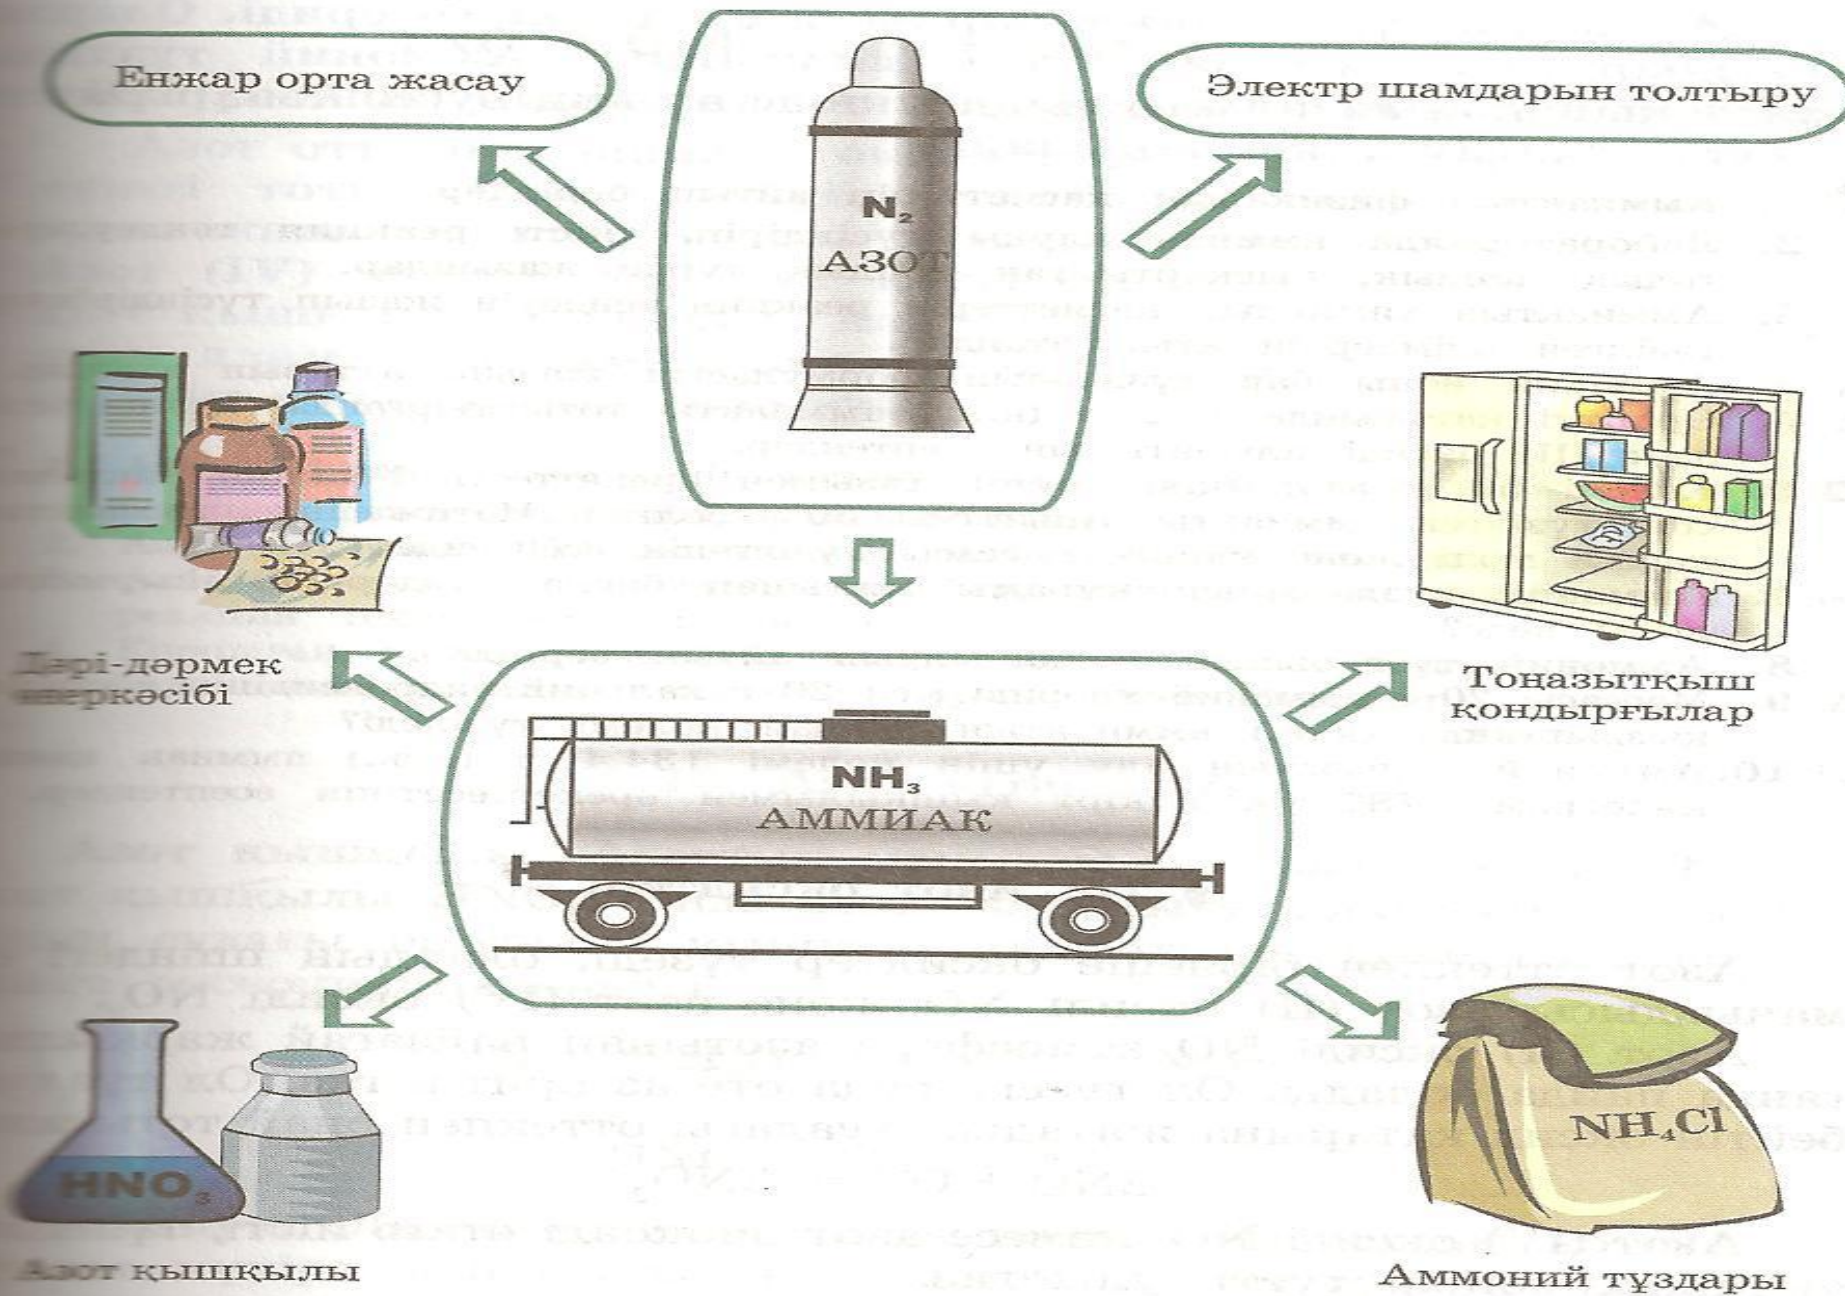 Енжар орта жасау
Электр шамдарын толтыру
N₂
АЗОТ
Дәрі-дәрмек
өнеркәсібі
Тоңазытқыш
қондырғылар
NH₃
АММИАК
HNO₃
NH₄Cl
Азот қышқылы
Аммоний тұздары